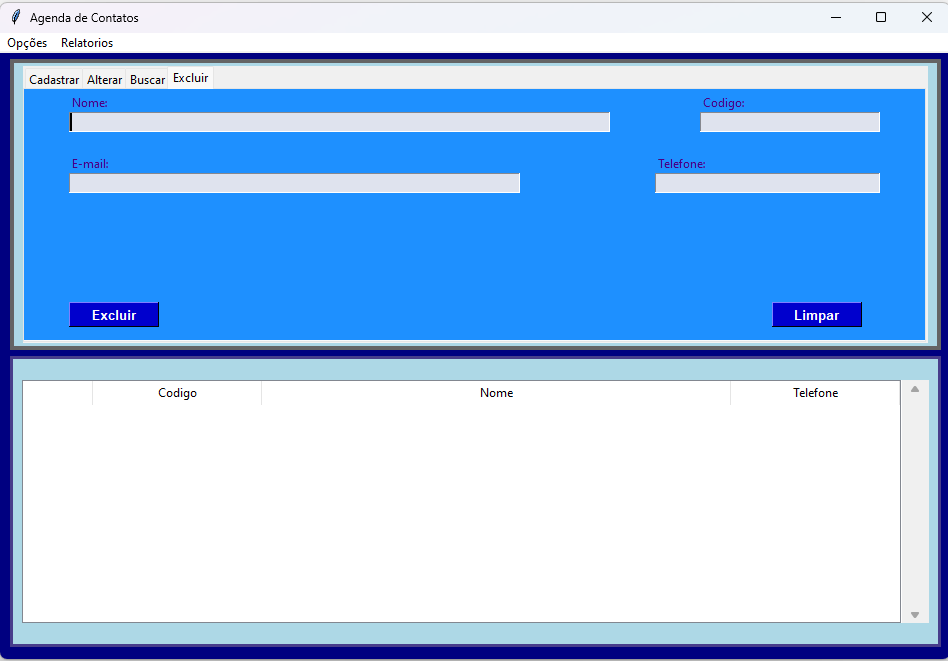 Agenda de Contatos
Opções Relatorios
Cadastrar Alterar Buscar Excluir
Nome: Codigo:
E-mail: Telefone:
Excluir Limpar
Codigo Nome Telefone